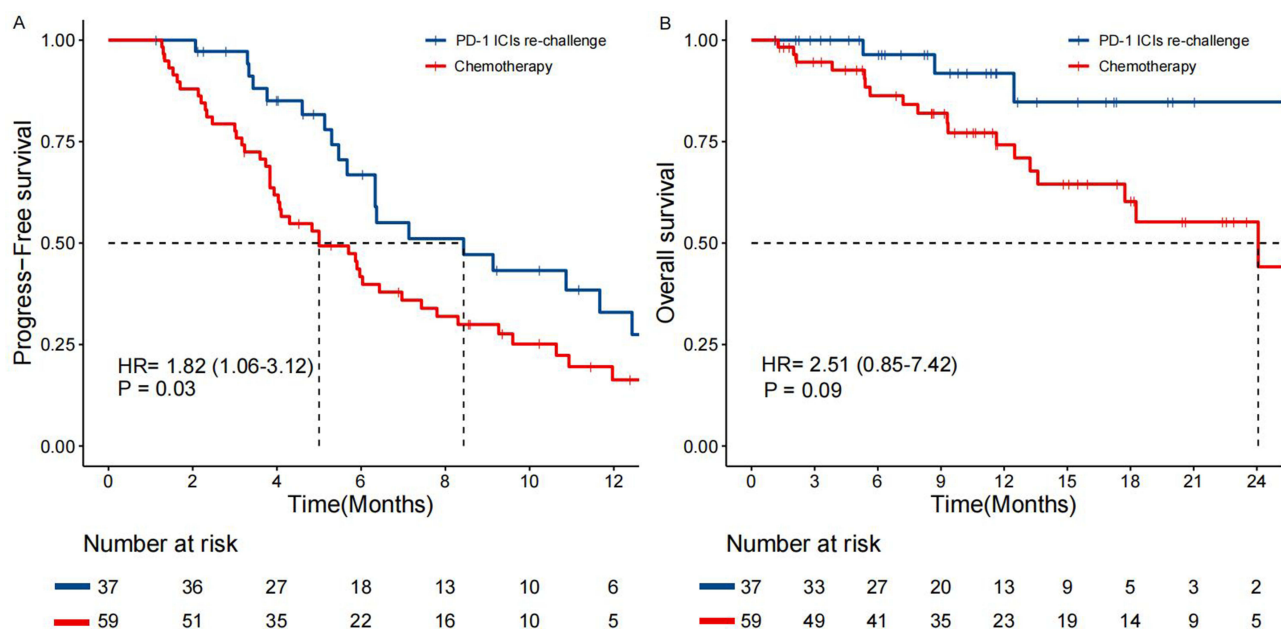 A
PD-1 ICIs re-challenge
Chemotherapy
Progress-Free survival
1.00
0.75
0.50
0.25
0.00
HR= 1.82 (1.06-3.12)
P = 0.03
0 2 4 6 8 10 12
Time(Months)
Number at risk
37 36 27 18 13 10 6
59 51 35 22 16 10 5
B
PD-1 ICIs re-challenge
Chemotherapy
Overall survival
1.00
0.75
0.50
0.25
0.00
HR= 2.51 (0.85-7.42)
P = 0.09
0 3 6 9 12 15 18 21 24
Time(Months)
Number at risk
37 33 27 20 13 9 5 3 2
59 49 41 35 23 19 14 9 5